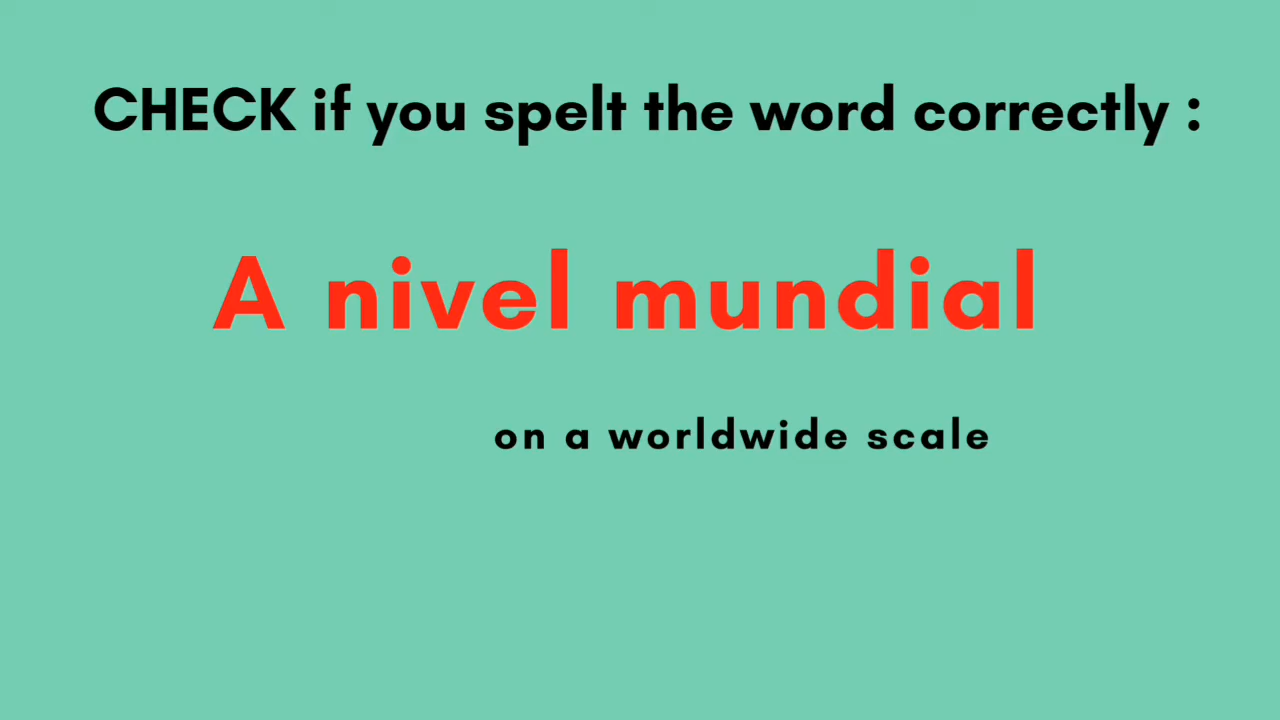 CHECK if you spelt the word correctly :
A nivel mundial
on a worldwide scale